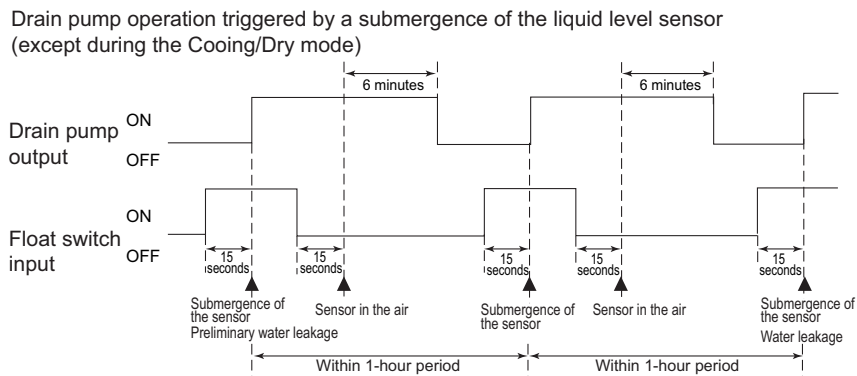 Drain pump operation triggered by a submergence of the liquid level sensor
(except during the Cooing/Dry mode)
6 minutes
6 minutes
Drain pump
output
ON
OFF
Float switch
input
ON
OFF
15
seconds
15
seconds
15
seconds
15
seconds
15
seconds
Submergence of
the sensor
Preliminary water leakage
Sensor in the air
Submergence of
the sensor
Sensor in the air
Submergence of
the sensor
Water leakage
Within 1-hour period
Within 1-hour period